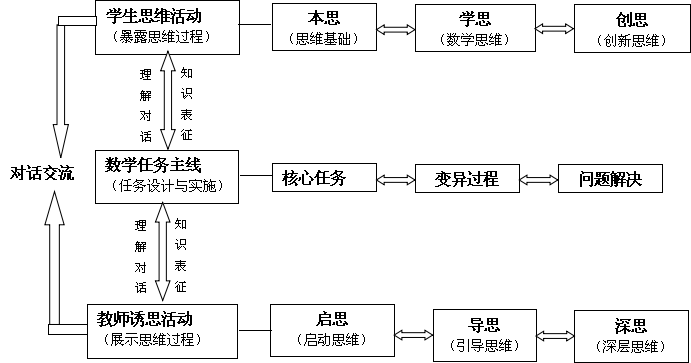 学生思维活动
（暴露思维过程）
本思
（思维基础）
学思
（数学思维）
创思
（创新思维）
理解对话
知识表征
对话交流
数学任务主线
（任务设计与实施）
核心任务
变异过程
问题解决
理解对话
知识表征
教师诱思活动
（展示思维过程）
启思
（启动思维）
导思
（引导思维）
深思
（深层思维）